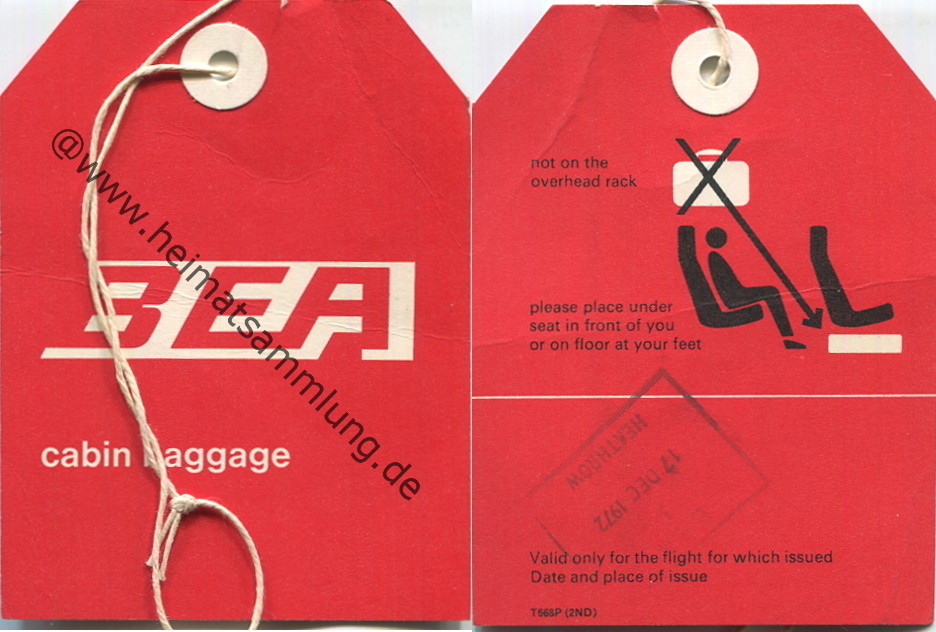 @www.heimatsammlung.de
BEA
cabin baggage
not on the
overhead rack
please place under
seat in front of you
or on floor at your feet
HEATHROW
17 DEC 1972
Valid only for the flight for which issued
Date and place of issue
T668P (2ND)